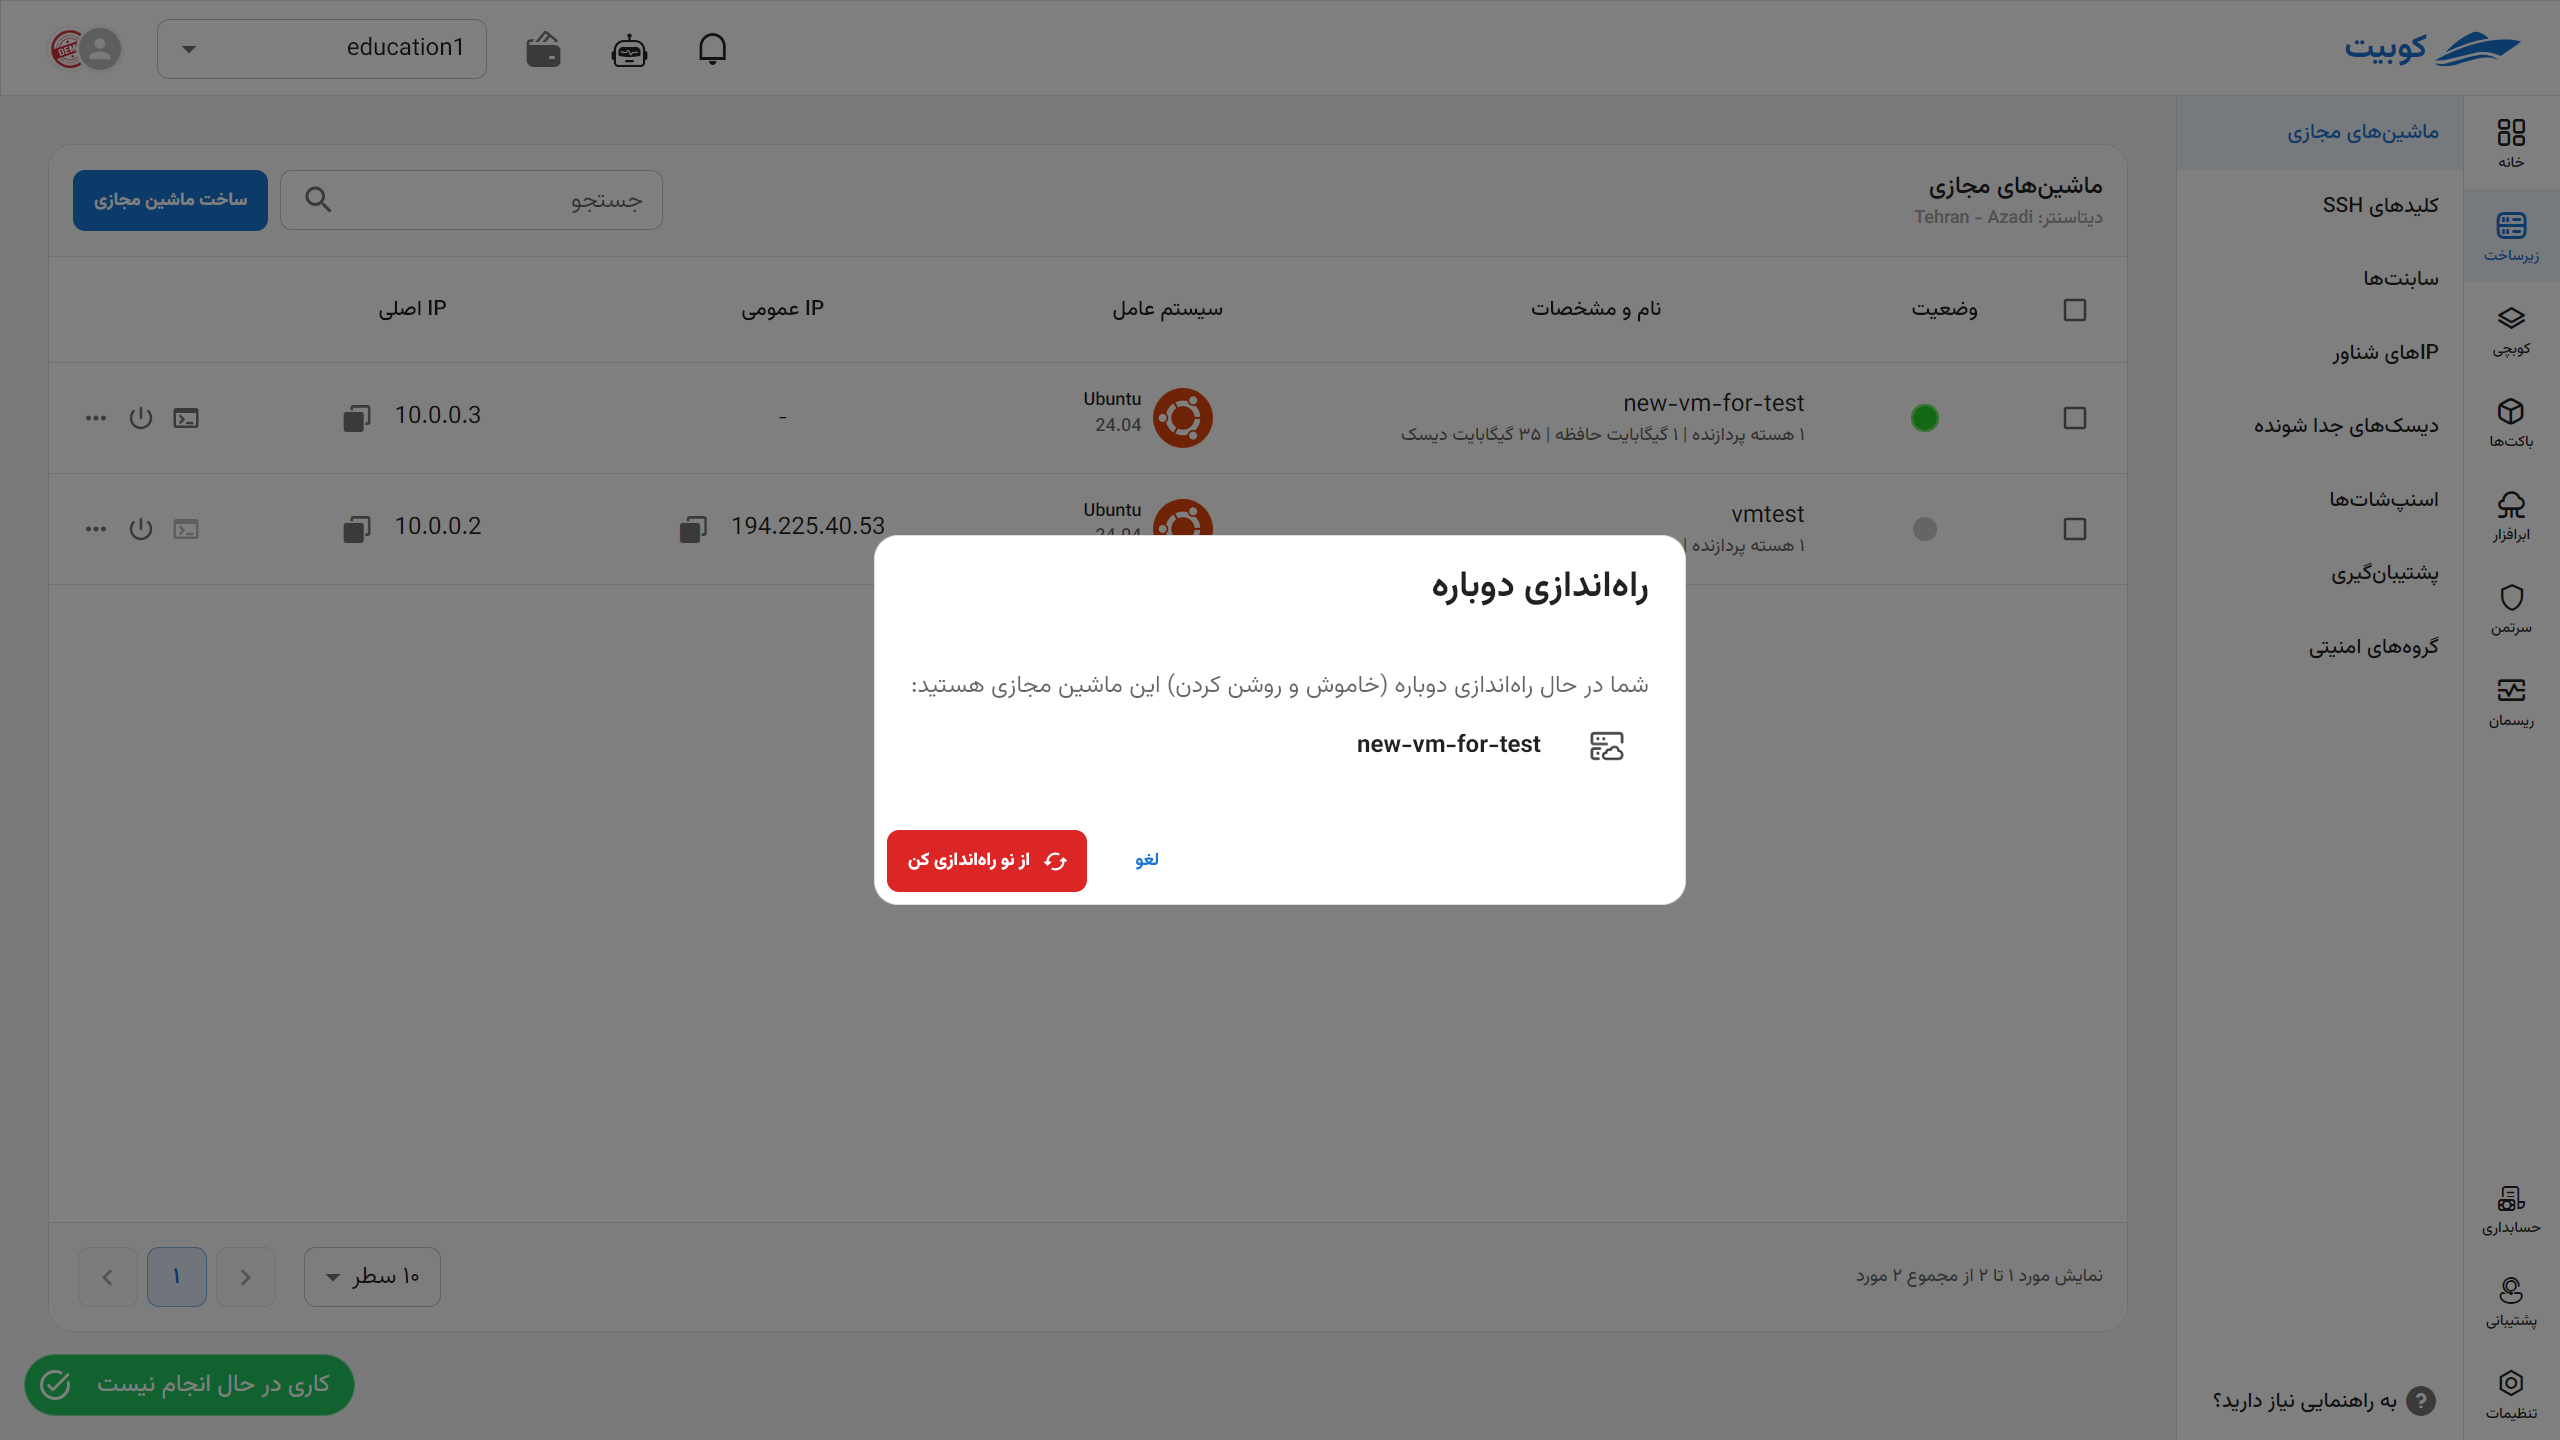 کوبیت
education1
خانه
زیرساخت
کوبچی
باکت‌ها
ابرافزار
سرتمن
ریسمان
حسابداری
پشتیبانی
تنظیمات
ماشین‌های مجازی
کلیدهای SSH
سابنت‌ها
IPهای شناور
دیسک‌های جدا شونده
اسنپ‌شات‌ها
پشتیبان‌گیری
گروه‌های امنیتی
به راهنمایی نیاز دارید؟
ماشین‌های مجازی
دیتاسنتر: Tehran - Azadi
جستجو
ساخت ماشین مجازی
وضعیت
نام و مشخصات
سیستم عامل
IP عمومی
IP اصلی
new-vm-for-test
۱ هسته پردازنده | ۱ گیگابایت حافظه | ۳۵ گیگابایت دیسک
Ubuntu
24.04
-
10.0.0.3
vmtest
۱ هسته پردازنده |
Ubuntu
24.04
194.225.40.53
10.0.0.2
راه‌اندازی دوباره
شما در حال راه‌اندازی دوباره (خاموش و روشن کردن) این ماشین مجازی هستید:
new-vm-for-test
لغو
از نو راه‌اندازی کن
نمایش مورد ۱ تا ۲ از مجموع ۲ مورد
۱۰ سطر
۱
کاری در حال انجام نیست